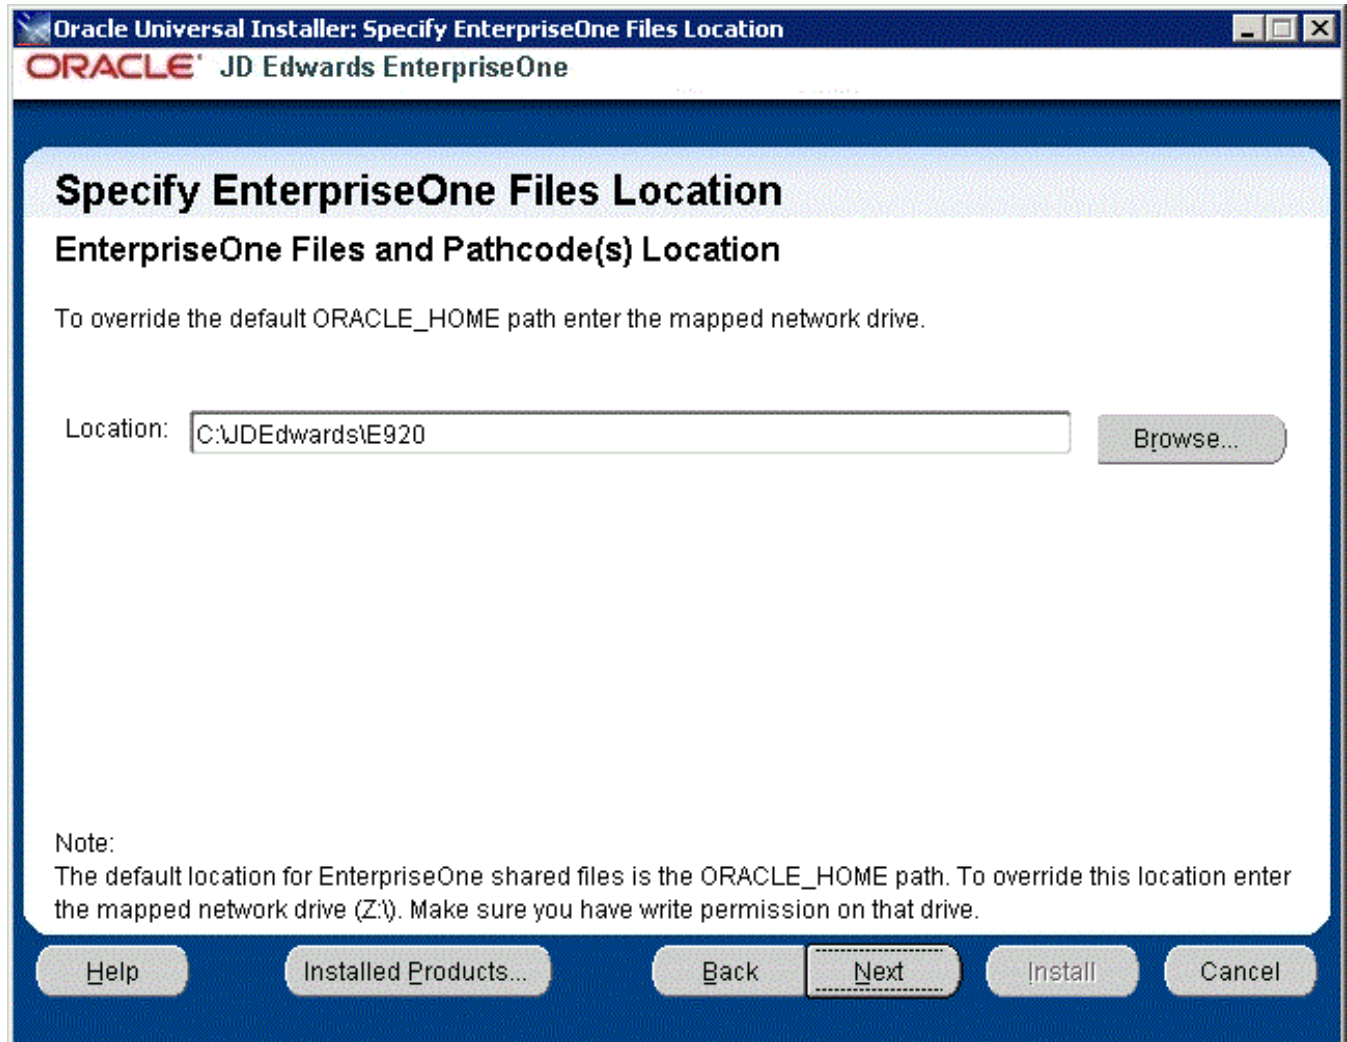 Oracle Universal Installer: Specify EnterpriseOne Files Location
ORACLE JD Edwards EnterpriseOne
Specify EnterpriseOne Files Location
EnterpriseOne Files and Pathcode(s) Location
To override the default ORACLE_HOME path enter the mapped network drive.
Location: C:\JDEdwards\E920 Browse...
Note:
The default location for EnterpriseOne shared files is the ORACLE_HOME path. To override this location enter
the mapped network drive (Z:\). Make sure you have write permission on that drive.
Help Installed Products... Back Next Install Cancel